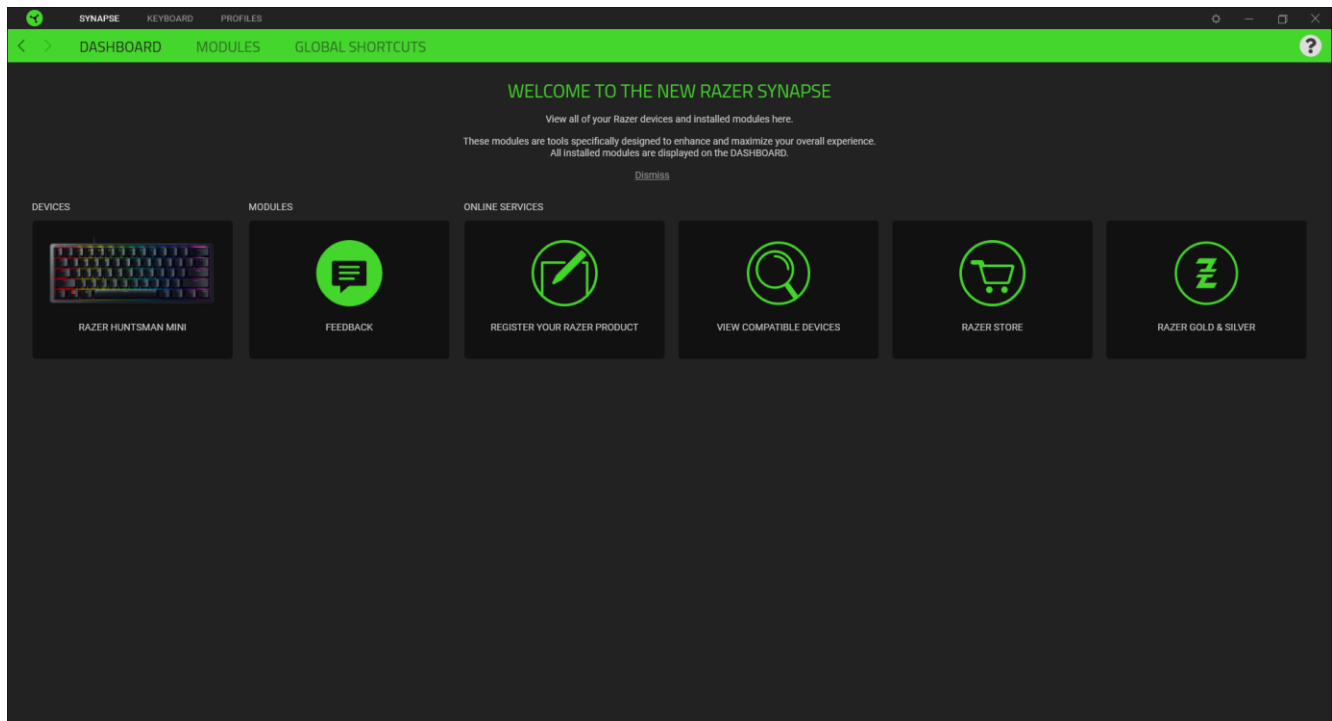 SYNAPSE KEYBOARD PROFILES
DASHBOARD MODULES GLOBAL SHORTCUTS ?
WELCOME TO THE NEW RAZER SYNAPSE
View all of your Razer devices and installed modules here.
These modules are tools specifically designed to enhance and maximize your overall experience.
All installed modules are displayed on the DASHBOARD.
Dismiss
DEVICES MODULES ONLINE SERVICES
RAZER HUNTSMAN MINI FEEDBACK REGISTER YOUR RAZER PRODUCT VIEW COMPATIBLE DEVICES RAZER STORE RAZER GOLD & SILVER